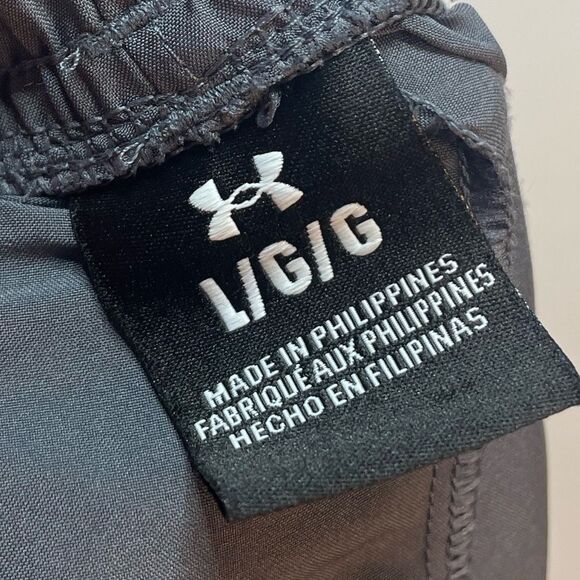 L/G/G
MADE IN PHILIPPINES
FABRIQUÉ AUX PHILIPPINES
HECHO EN FILIPINAS